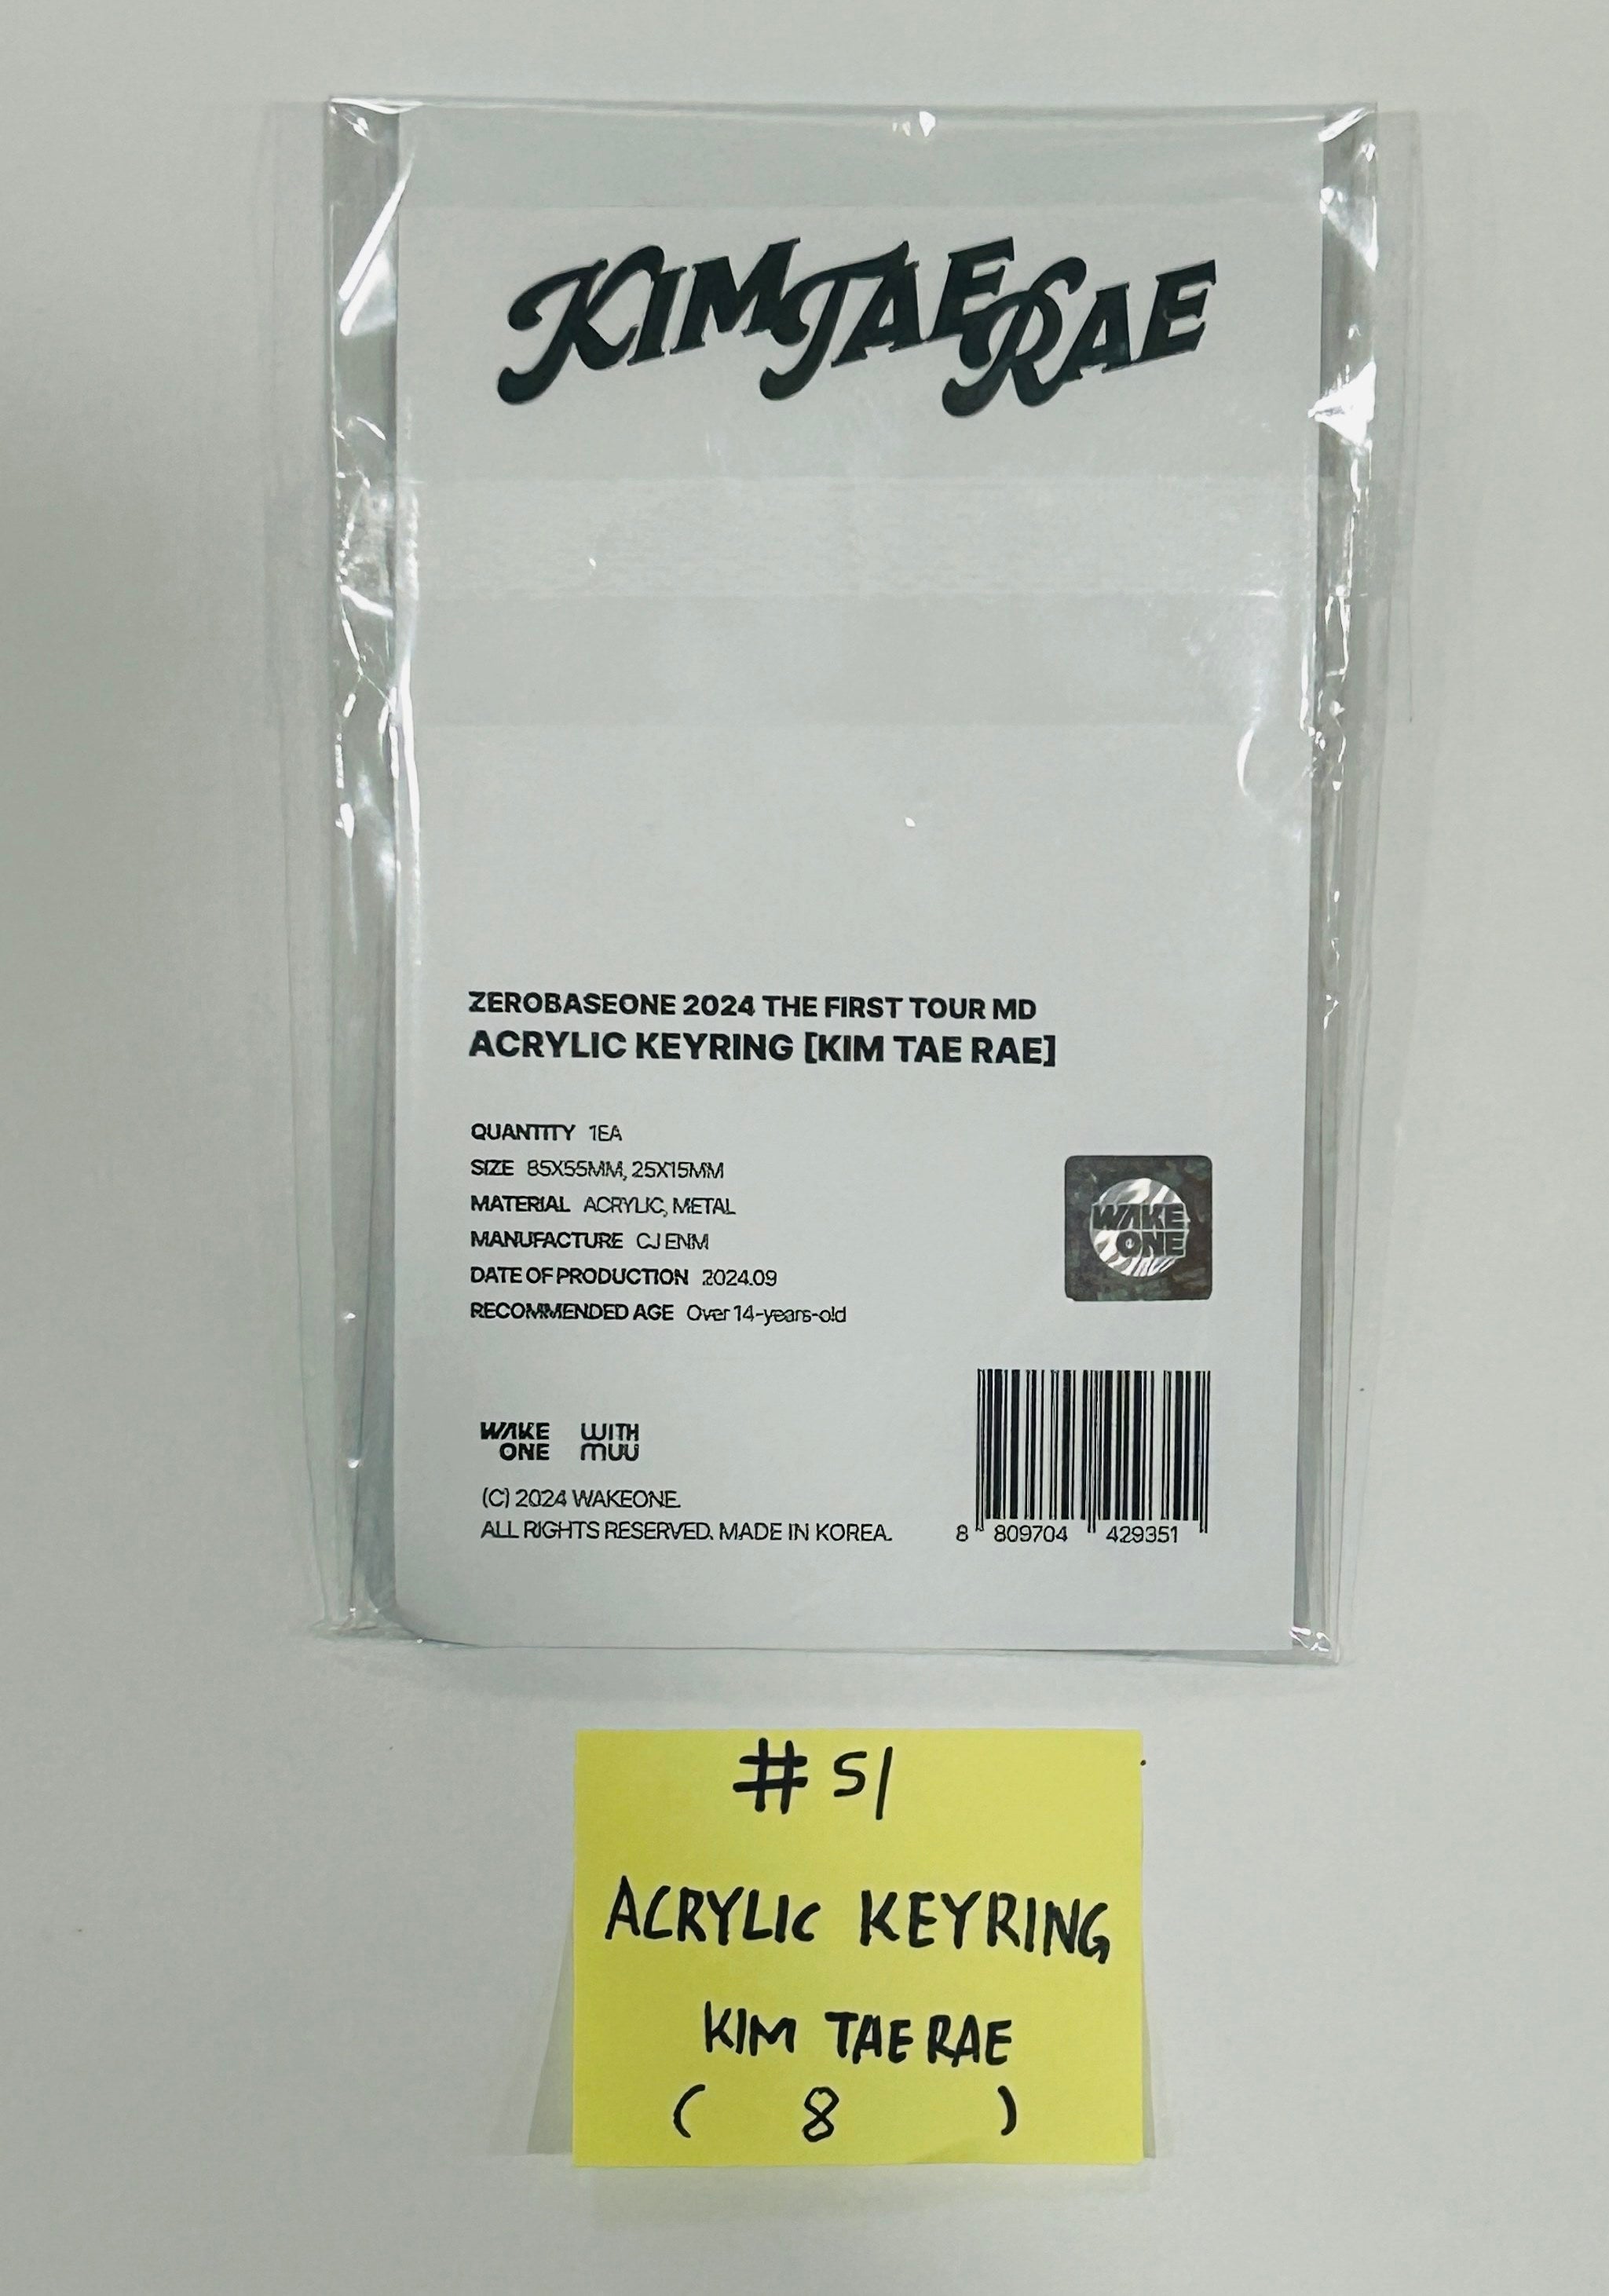 KIM TAE RAE
ZEROBASEONE 2024 THE FIRST TOUR MD
ACRYLIC KEYRING [KIM TAE RAE]
QUANTITY 1EA
SIZE 85X55MM, 25X15MM
MATERIAL ACRYLIC, METAL
MANUFACTURE CJ ENM
DATE OF PRODUCTION 2024.09
RECOMMENDED AGE Over 14-years-old
WAKE
ONE
WAKE
ONE
WITH
MUU
(C) 2024 WAKEONE.
ALL RIGHTS RESERVED. MADE IN KOREA.
8 809704 429351
#51
ACRYLIC KEYRING
KIM TAE RAE
( 8 )